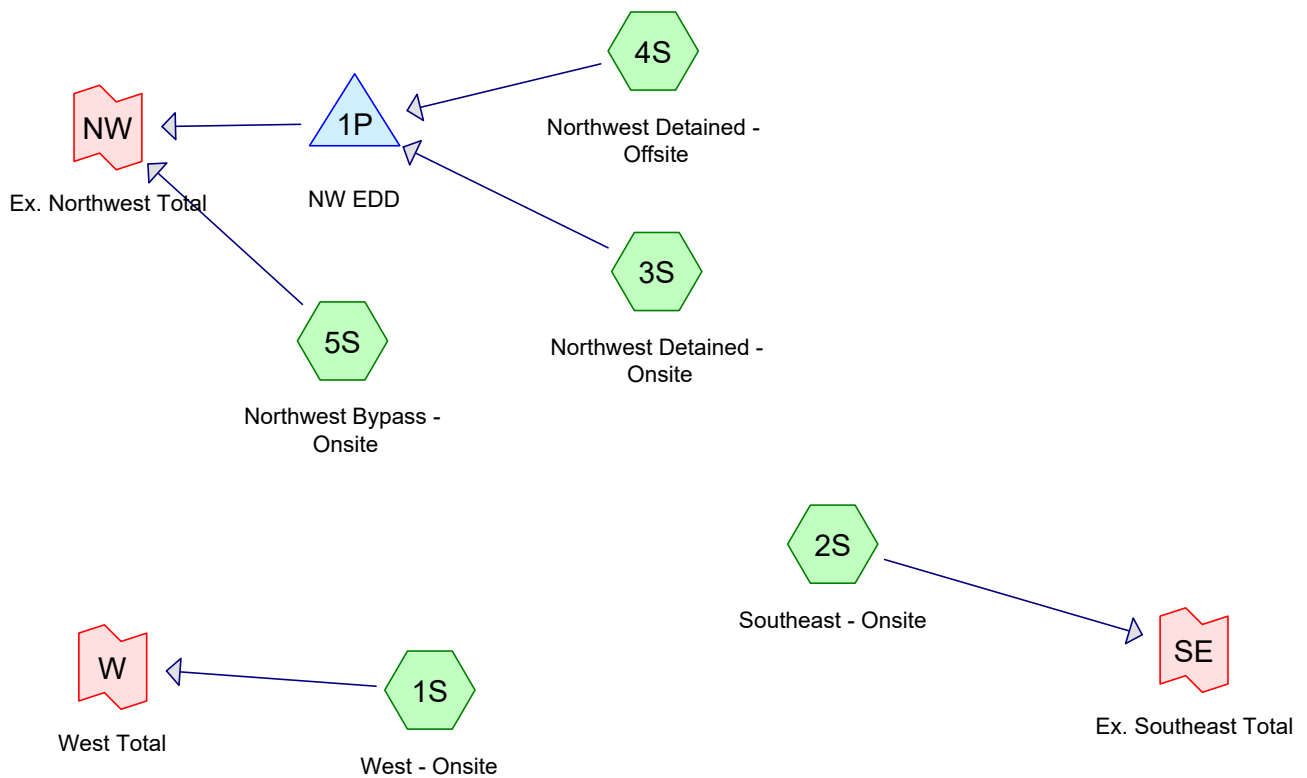 4S
Northwest Detained -
Offsite
NW
Ex. Northwest Total
1P
NW EDD
3S
Northwest Detained -
Onsite
5S
Northwest Bypass -
Onsite
2S
Southeast - Onsite
SE
Ex. Southeast Total
W
West Total
1S
West - Onsite